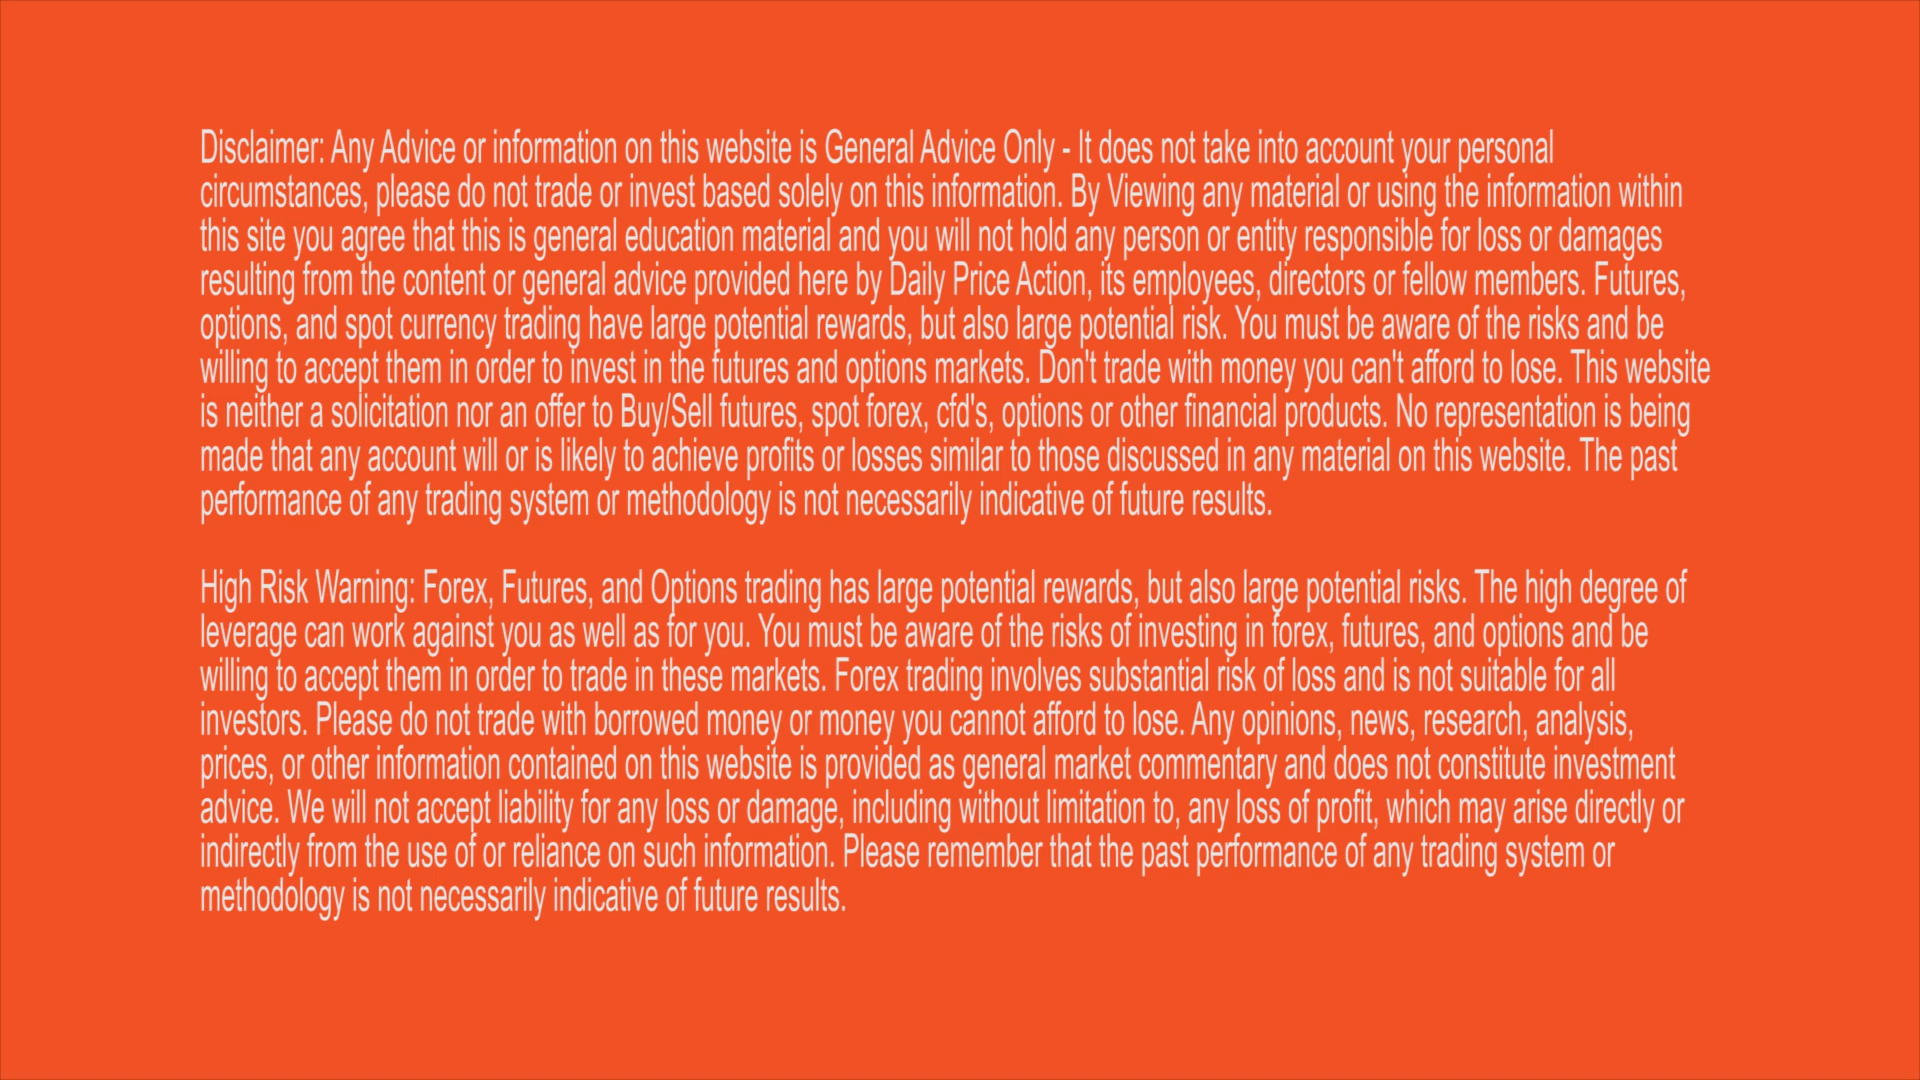 Disclaimer: Any Advice or information on this website is General Advice Only - It does not take into account your personal
circumstances, please do not trade or invest based solely on this information. By Viewing any material or using the information within
this site you agree that this is general education material and you will not hold any person or entity responsible for loss or damages
resulting from the content or general advice provided here by Daily Price Action, its employees, directors or fellow members. Futures,
options, and spot currency trading have large potential rewards, but also large potential risk. You must be aware of the risks and be
willing to accept them in order to invest in the futures and options markets. Don't trade with money you can't afford to lose. This website
is neither a solicitation nor an offer to Buy/Sell futures, spot forex, cfd's, options or other financial products. No representation is being
made that any account will or is likely to achieve profits or losses similar to those discussed in any material on this website. The past
performance of any trading system or methodology is not necessarily indicative of future results.
High Risk Warning: Forex, Futures, and Options trading has large potential rewards, but also large potential risks. The high degree of
leverage can work against you as well as for you. You must be aware of the risks of investing in forex, futures, and options and be
willing to accept them in order to trade in these markets. Forex trading involves substantial risk of loss and is not suitable for all
investors. Please do not trade with borrowed money or money you cannot afford to lose. Any opinions, news, research, analysis,
prices, or other information contained on this website is provided as general market commentary and does not constitute investment
advice. We will not accept liability for any loss or damage, including without limitation to, any loss of profit, which may arise directly or
indirectly from the use of or reliance on such information. Please remember that the past performance of any trading system or
methodology is not necessarily indicative of future results.